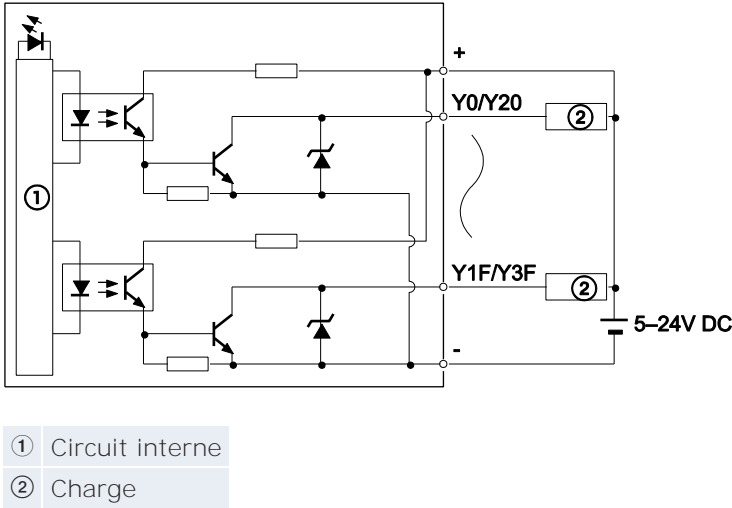 +
Y0/Y20
②
①
Y1F/Y3F
②
5–24V DC
-
① Circuit interne
② Charge